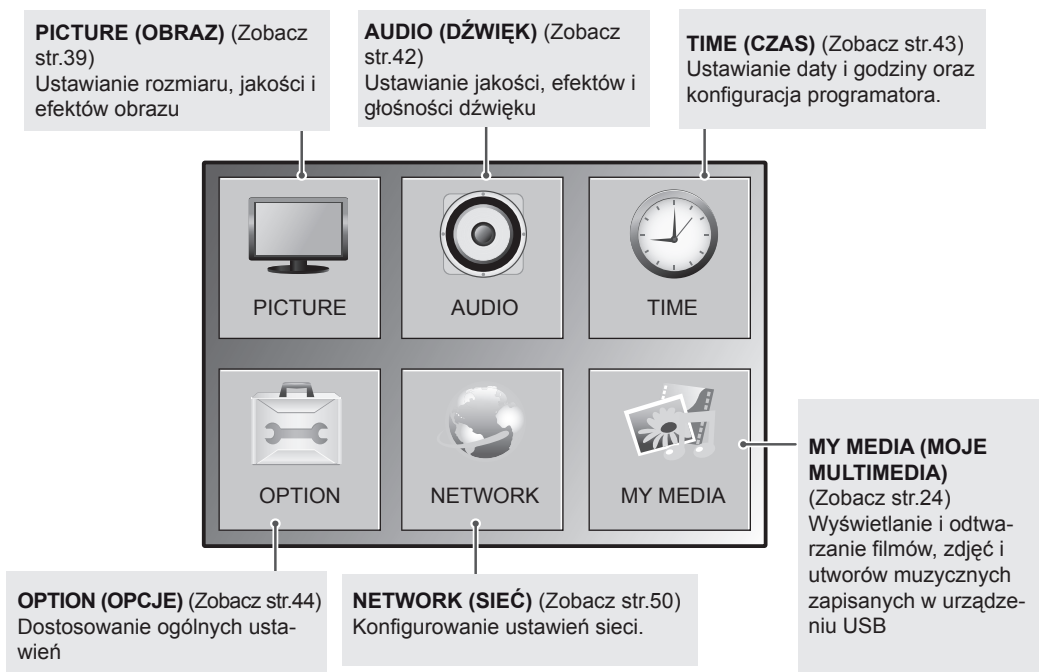 PICTURE (OBRAZ) (Zobacz
str.39)
Ustawianie rozmiaru, jakości i
efektów obrazu
AUDIO (DŹWIĘK) (Zobacz
str.42)
Ustawianie jakości, efektów i
głośności dźwięku
TIME (CZAS) (Zobacz str.43)
Ustawianie daty i godziny oraz
konfiguracja programatora.
PICTURE
AUDIO
TIME
OPTION
NETWORK
MY MEDIA
MY MEDIA (MOJE
MULTIMEDIA)
(Zobacz str.24)
Wyświetlanie i odtwa-
rzanie filmów, zdjęć i
utworów muzycznych
zapisanych w urządze-
niu USB
OPTION (OPCJE) (Zobacz str.44)
Dostosowanie ogólnych usta-
wień
NETWORK (SIEĆ) (Zobacz str.50)
Konfigurowanie ustawień sieci.